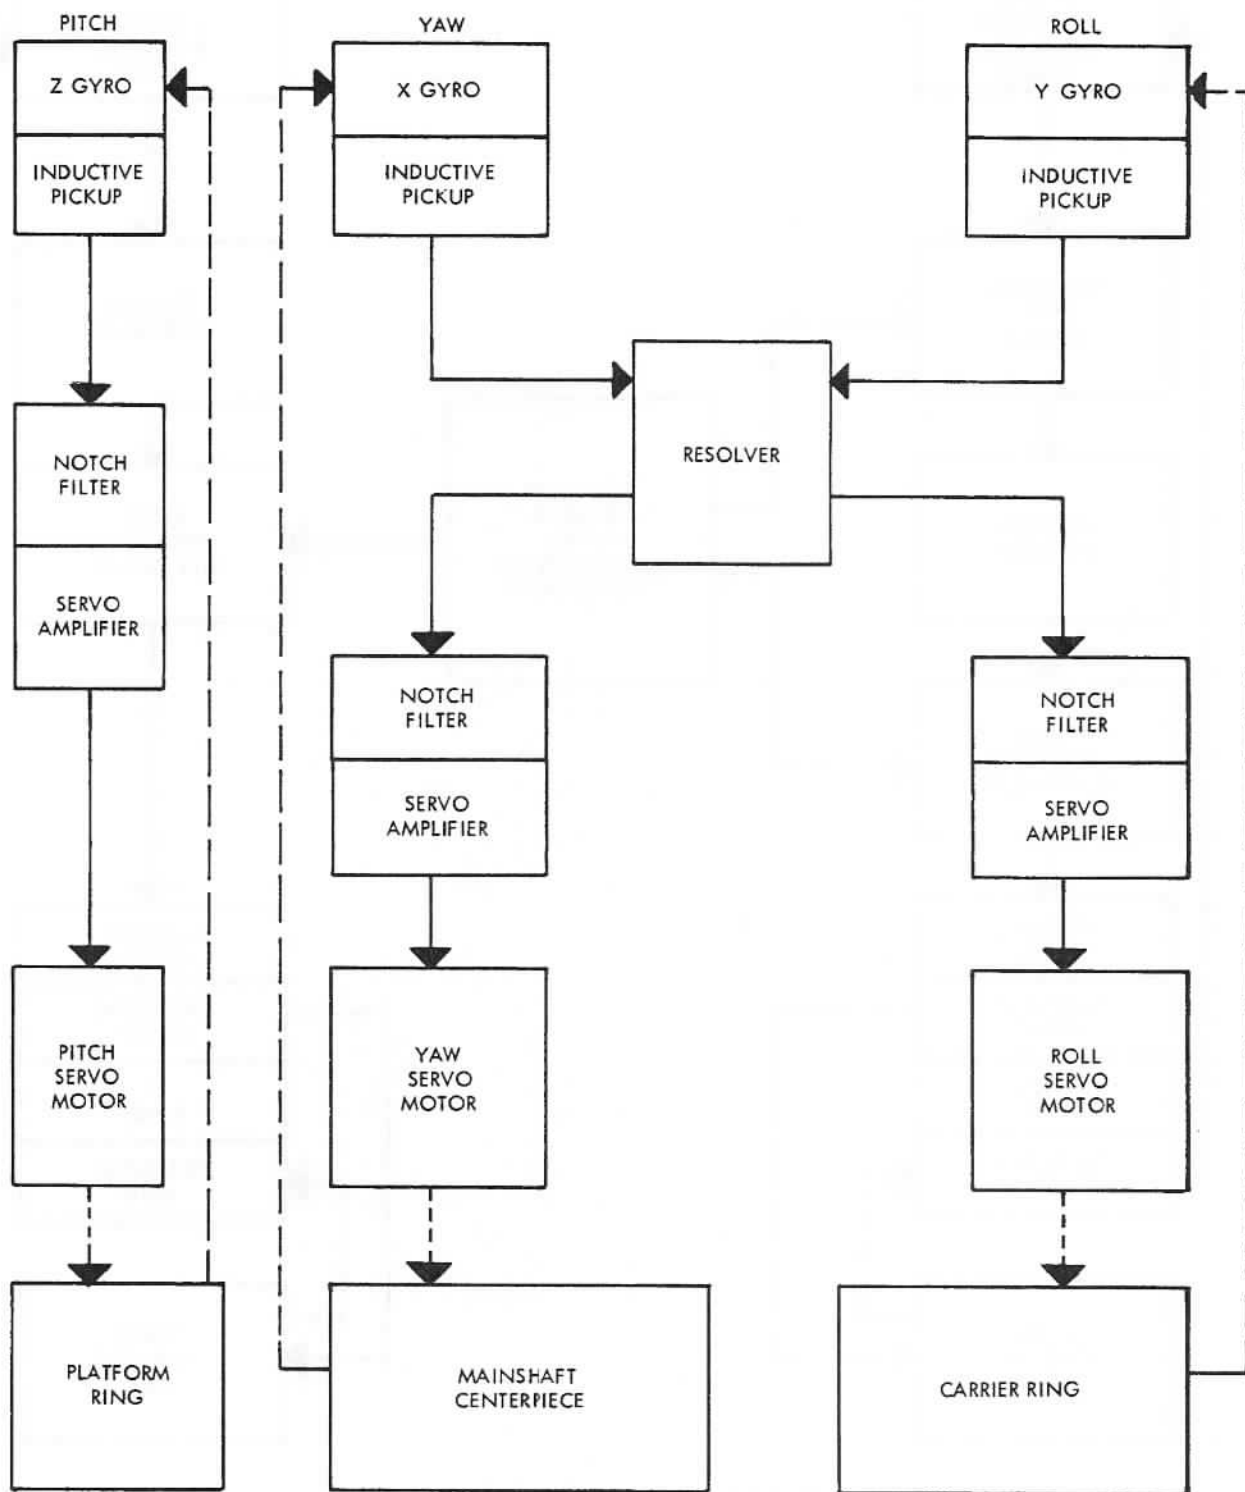 PITCH
YAW
ROLL
Z GYRO
X GYRO
Y GYRO
INDUCTIVE
PICKUP
INDUCTIVE
PICKUP
INDUCTIVE
PICKUP
RESOLVER
NOTCH
FILTER
SERVO
AMPLIFIER
NOTCH
FILTER
NOTCH
FILTER
SERVO
AMPLIFIER
SERVO
AMPLIFIER
PITCH
SERVO
MOTOR
YAW
SERVO
MOTOR
ROLL
SERVO
MOTOR
PLATFORM
RING
MAINSHAFT
CENTERPIECE
CARRIER RING